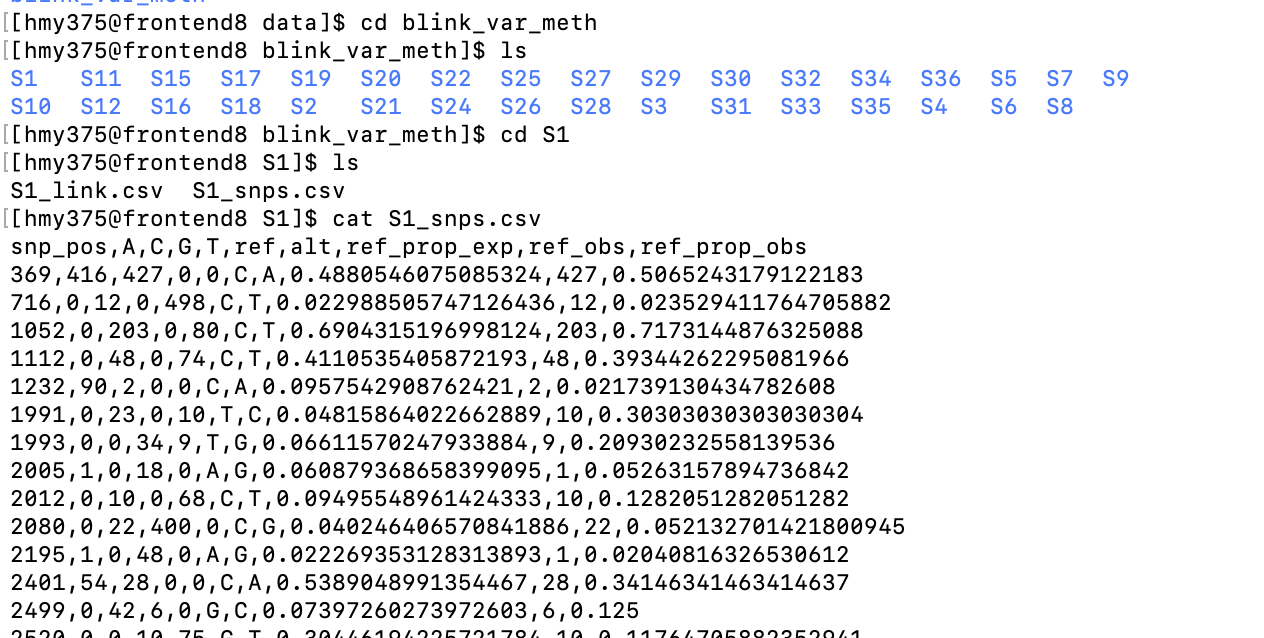 [[hmy375@frontend8 data]$ cd blink_var_meth
[[hmy375@frontend8 blink_var_meth]$ ls
S1 S11 S15 S17 S19 S20 S22 S25 S27 S29 S30 S32 S34 S36 S5 S7 S9
S10 S12 S16 S18 S2 S21 S24 S26 S28 S3 S31 S33 S35 S4 S6 S8
[[hmy375@frontend8 blink_var_meth]$ cd S1
[[hmy375@frontend8 S1]$ ls
S1_link.csv S1_snps.csv
[[hmy375@frontend8 S1]$ cat S1_snps.csv
snp_pos,A,C,G,T,ref,alt,ref_prop_exp,ref_obs,ref_prop_obs
369,416,427,0,0,C,A,0.4880546075085324,427,0.5065243179122183
716,0,12,0,498,C,T,0.022988505747126436,12,0.023529411764705882
1052,0,203,0,80,C,T,0.6904315196998124,203,0.7173144876325088
1112,0,48,0,74,C,T,0.4110535405872193,48,0.39344262295081966
1232,90,2,0,0,C,A,0.0957542908762421,2,0.021739130434782608
1991,0,23,0,10,T,C,0.04815864022662889,10,0.30303030303030304
1993,0,0,34,9,T,G,0.06611570247933884,9,0.20930232558139536
2005,1,0,18,0,A,G,0.060879368658399095,1,0.05263157894736842
2012,0,10,0,68,C,T,0.09495548961424333,10,0.1282051282051282
2080,0,22,400,0,C,G,0.040246406570841886,22,0.052132701421800945
2195,1,0,48,0,A,G,0.022269353128313893,1,0.02040816326530612
2401,54,28,0,0,C,A,0.5389048991354467,28,0.34146341463414637
2499,0,42,6,0,G,C,0.07397260273972603,6,0.125